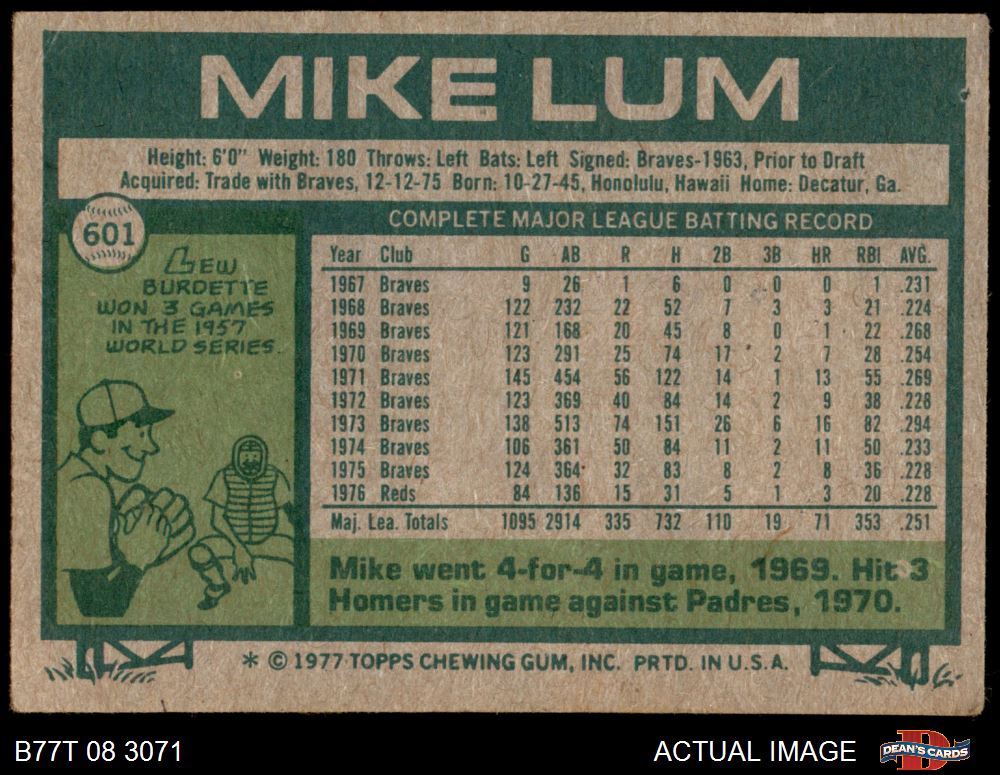 MIKE LUM
Height: 6'0" Weight: 180 Throws: Left Bats: Left Signed: Braves-1963, Prior to Draft
Acquired: Trade with Braves, 12-12-75 Born: 10-27-45, Honolulu, Hawaii Home: Decatur, Ga.
601
LEW
BURDETTE
WON 3 GAMES
IN THE 1957
WORLD SERIES.
COMPLETE MAJOR LEAGUE BATTING RECORD
Year Club G AB R H 2B 3B HR RBI AVG.
1967 Braves 9 26 1 6 0 0 0 1 .231
1968 Braves 122 232 22 52 7 3 3 21 .224
1969 Braves 121 168 20 45 8 0 1 22 .268
1970 Braves 123 291 25 74 17 2 7 28 .254
1971 Braves 145 454 56 122 14 1 13 55 .269
1972 Braves 123 369 40 84 14 2 9 38 .228
1973 Braves 138 513 74 151 26 6 16 82 .294
1974 Braves 106 361 50 84 11 2 11 50 .233
1975 Braves 124 364 32 83 8 2 8 36 .228
1976 Reds 84 136 15 31 5 1 3 20 .228
Maj. Lea. Totals 1095 2914 335 732 110 19 71 353 .251
Mike went 4-for-4 in game, 1969. Hit 3
Homers in game against Padres, 1970.
* © 1977 TOPPS CHEWING GUM, INC. PRTD. IN U.S.A.
B77T 08 3071
ACTUAL IMAGE
DEAN'S CARDS